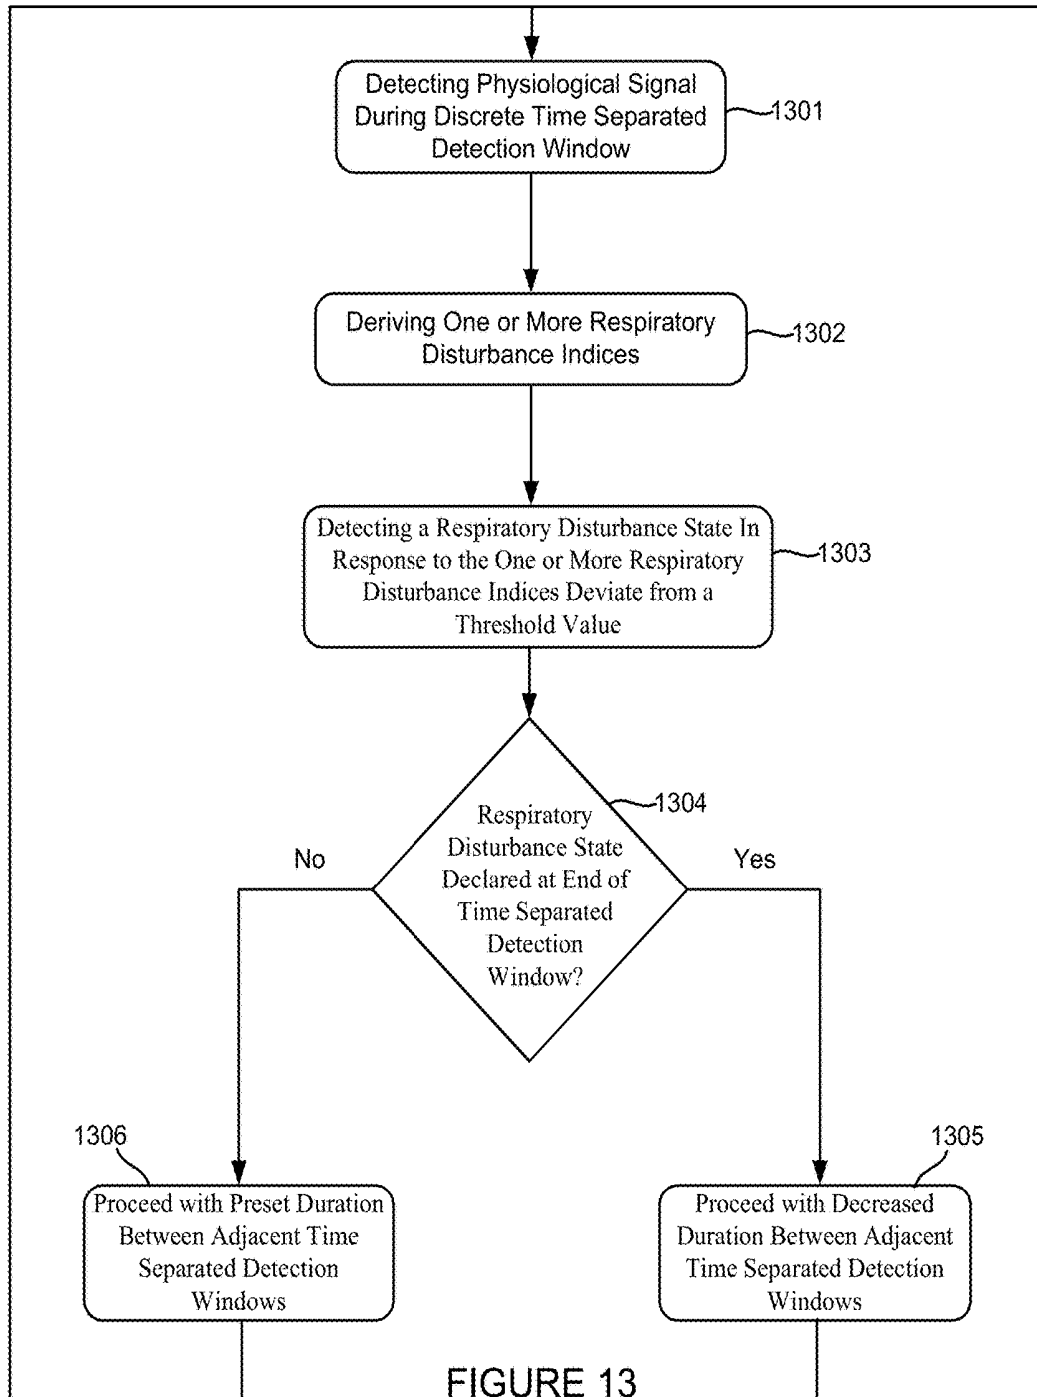 Detecting Physiological Signal
During Discrete Time Separated
Detection Window
1301
Deriving One or More Respiratory
Disturbance Indices
1302
Detecting a Respiratory Disturbance State In
Response to the One or More Respiratory
Disturbance Indices Deviate from a
Threshold Value
1303
Respiratory
Disturbance State
Declared at End of
Time Separated
Detection
Window?
1304
No
Yes
1306
Proceed with Preset Duration
Between Adjacent Time
Separated Detection
Windows
1305
Proceed with Decreased
Duration Between Adjacent
Time Separated Detection
Windows
FIGURE 13